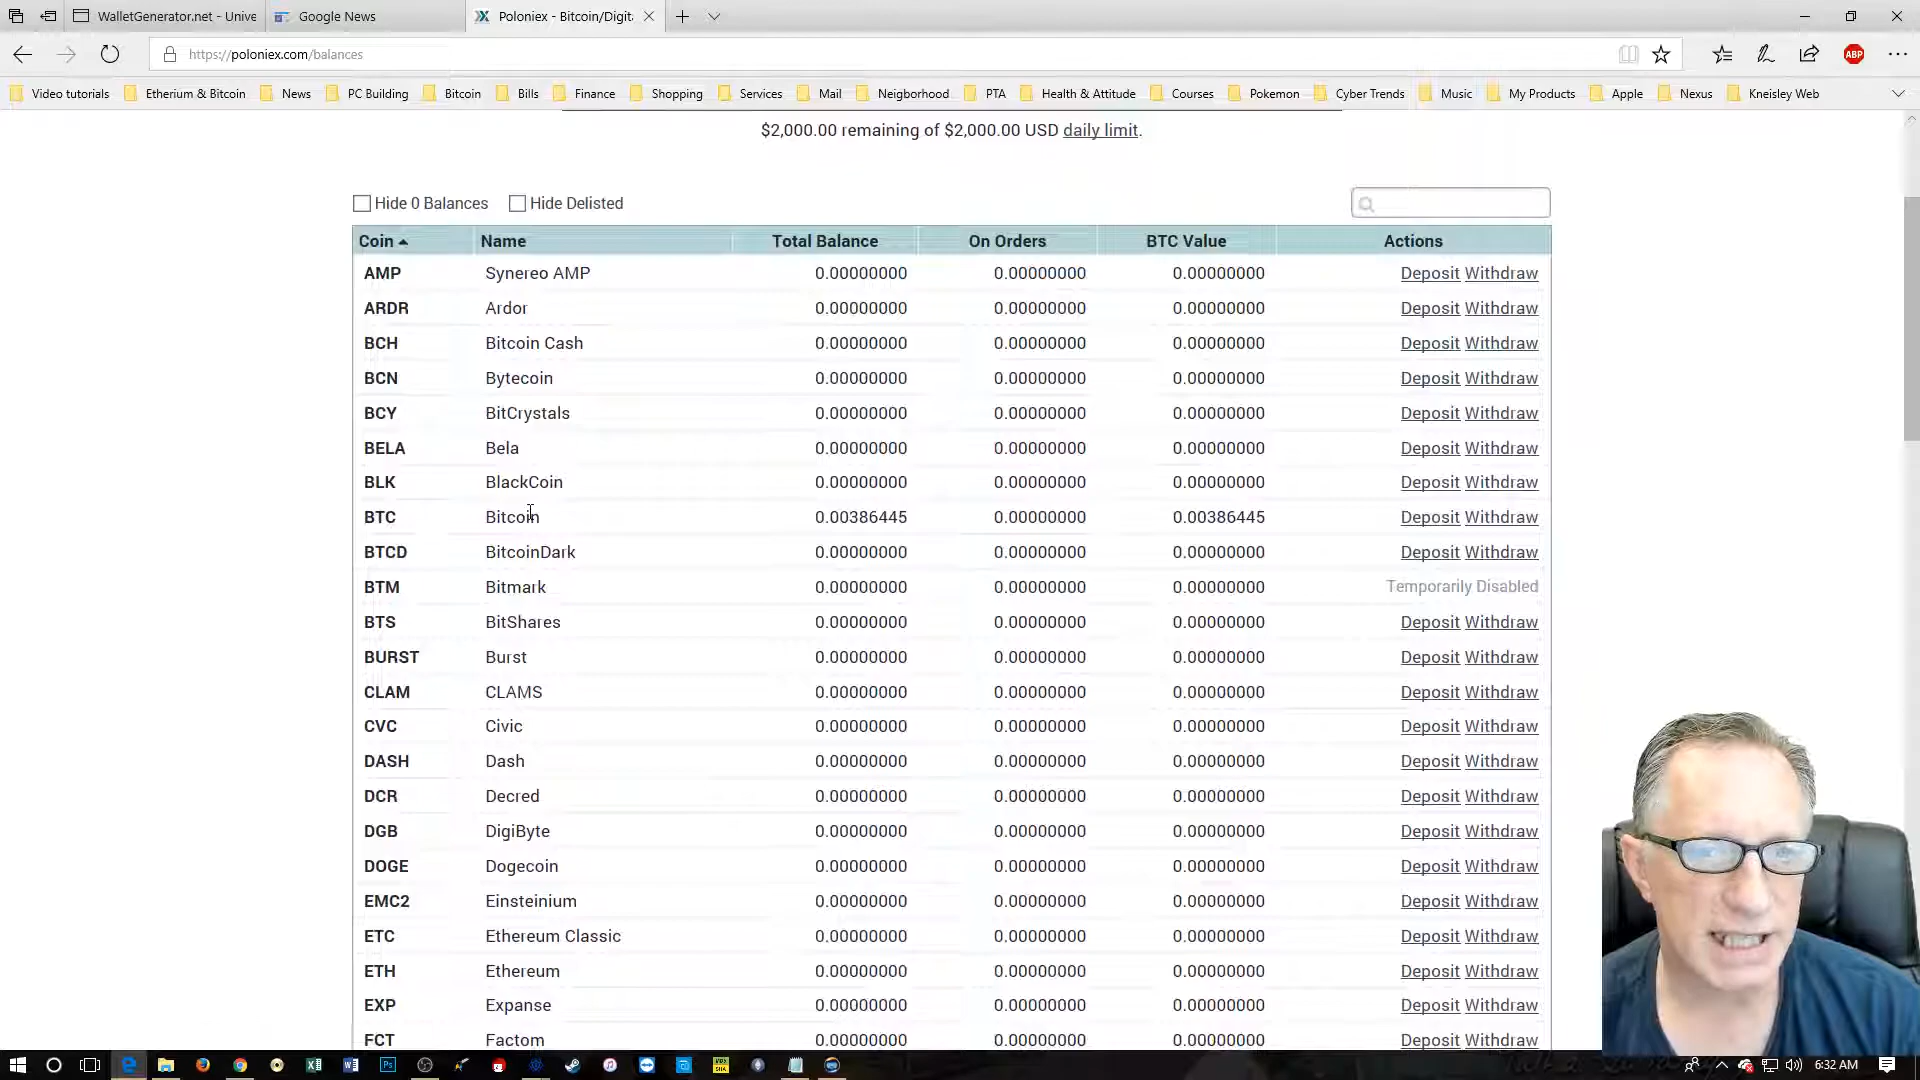 WalletGenerator.net - Unive
Google News
Poloniex - Bitcoin/Digit
https://poloniex.com/balances
ABP
Video tutorials
Etherium & Bitcoin
News
PC Building
Bitcoin
Bills
Finance
Shopping
Services
Mail
Neigborhood
PTA
Health & Attitude
Courses
Pokemon
Cyber Trends
Music
My Products
Apple
Nexus
Kneisley Web
$2,000.00 remaining of $2,000.00 USD daily limit.
Hide 0 Balances Hide Delisted
Coin Name Total Balance On Orders BTC Value Actions
AMP Synereo AMP 0.00000000 0.00000000 0.00000000 Deposit Withdraw
ARDR Ardor 0.00000000 0.00000000 0.00000000 Deposit Withdraw
BCH Bitcoin Cash 0.00000000 0.00000000 0.00000000 Deposit Withdraw
BCN Bytecoin 0.00000000 0.00000000 0.00000000 Deposit Withdraw
BCY BitCrystals 0.00000000 0.00000000 0.00000000 Deposit Withdraw
BELA Bela 0.00000000 0.00000000 0.00000000 Deposit Withdraw
BLK BlackCoin 0.00000000 0.00000000 0.00000000 Deposit Withdraw
BTC Bitcoin 0.00386445 0.00000000 0.00386445 Deposit Withdraw
BTCD BitcoinDark 0.00000000 0.00000000 0.00000000 Deposit Withdraw
BTM Bitmark 0.00000000 0.00000000 0.00000000 Temporarily Disabled
BTS BitShares 0.00000000 0.00000000 0.00000000 Deposit Withdraw
BURST Burst 0.00000000 0.00000000 0.00000000 Deposit Withdraw
CLAM CLAMS 0.00000000 0.00000000 0.00000000 Deposit Withdraw
CVC Civic 0.00000000 0.00000000 0.00000000 Deposit Withdraw
DASH Dash 0.00000000 0.00000000 0.00000000 Deposit Withdraw
DCR Decred 0.00000000 0.00000000 0.00000000 Deposit Withdraw
DGB DigiByte 0.00000000 0.00000000 0.00000000 Deposit Withdraw
DOGE Dogecoin 0.00000000 0.00000000 0.00000000 Deposit Withdraw
EMC2 Einsteinium 0.00000000 0.00000000 0.00000000 Deposit Withdraw
ETC Ethereum Classic 0.00000000 0.00000000 0.00000000 Deposit Withdraw
ETH Ethereum 0.00000000 0.00000000 0.00000000 Deposit Withdraw
EXP Expanse 0.00000000 0.00000000 0.00000000 Deposit Withdraw
FCT Factom 0.00000000 0.00000000 0.00000000 Deposit Withdraw
6:32 AM